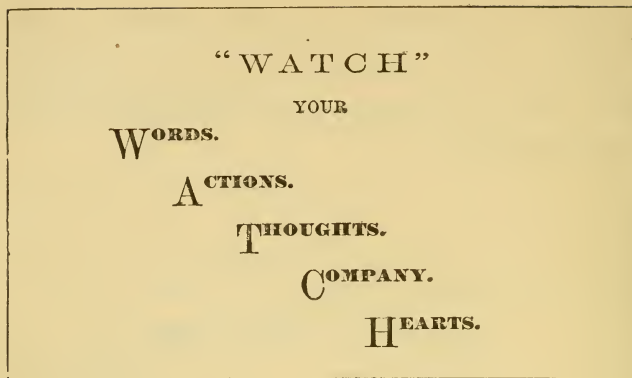 "WATCH"
YOUR
WORDS.
ACTIONS.
THOUGHTS.
COMPANY.
HEARTS.